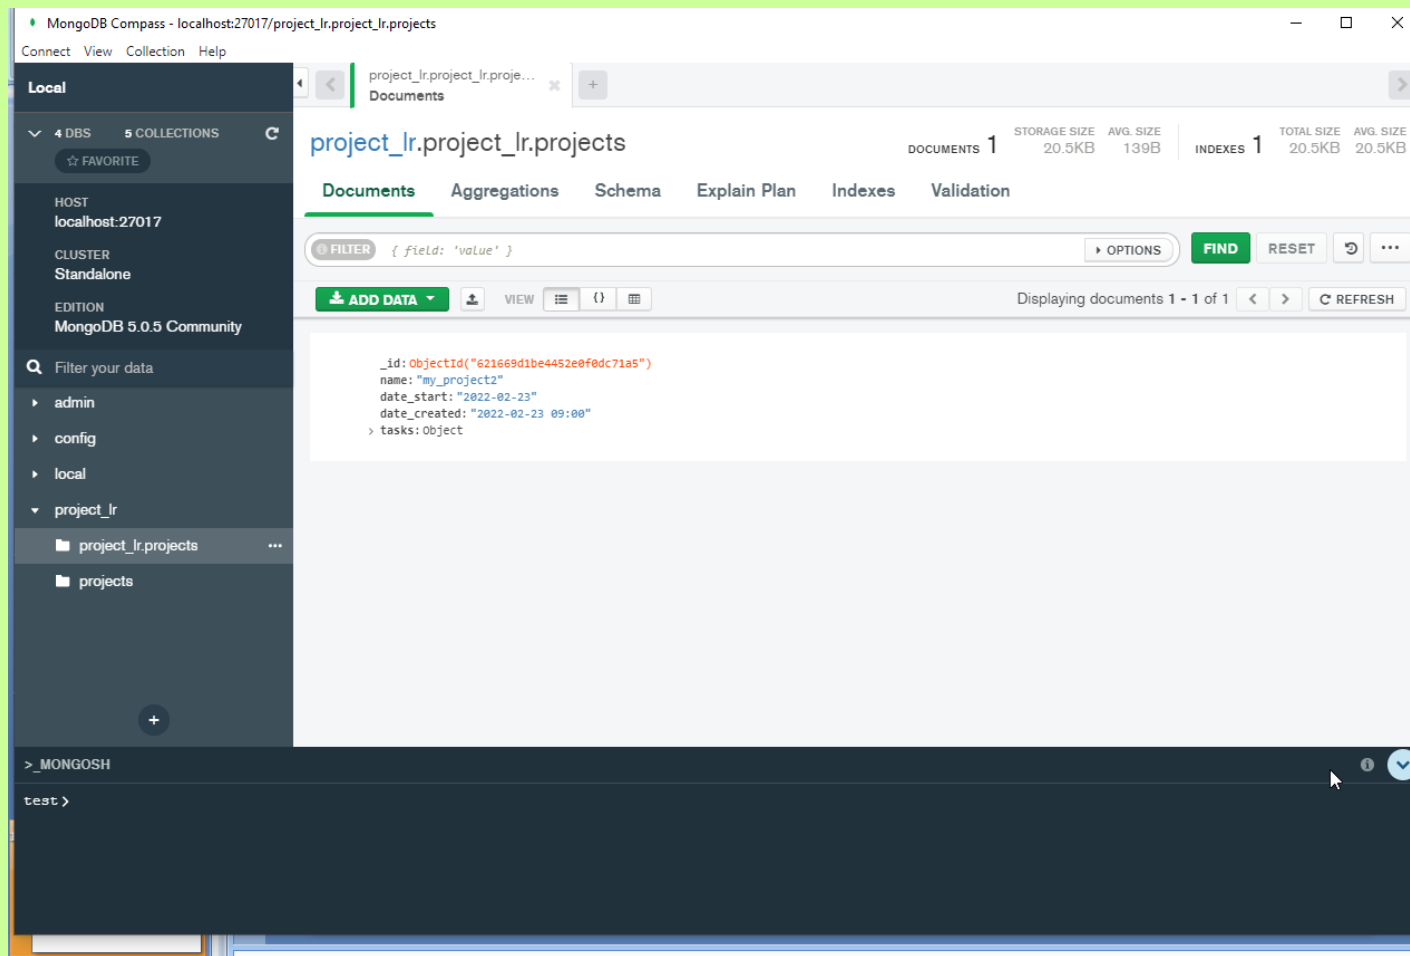 MongoDB Compass - localhost:27017/project_lr.project_lr.projects
Connect View Collection Help
Local
4 DBS 5 COLLECTIONS
FAVORITE
HOST
localhost:27017
CLUSTER
Standalone
EDITION
MongoDB 5.0.5 Community
Filter your data
admin
config
local
project_lr
project_lr.projects
projects
project_lr.project_lr.proje...
Documents
project_lr.project_lr.projects
DOCUMENTS 1
STORAGE SIZE
20.5KB
AVG. SIZE
139B
INDEXES 1
TOTAL SIZE
20.5KB
AVG. SIZE
20.5KB
Documents Aggregations Schema Explain Plan Indexes Validation
FILTER { field: 'value' } OPTIONS FIND RESET
ADD DATA VIEW {} Displaying documents 1 - 1 of 1 REFRESH
_id: ObjectId("621669d1be4452e0f0dc71a5")
name: "my_project2"
date_start: "2022-02-23"
date_created: "2022-02-23 09:00"
> tasks: Object
>_MONGOSH
test>